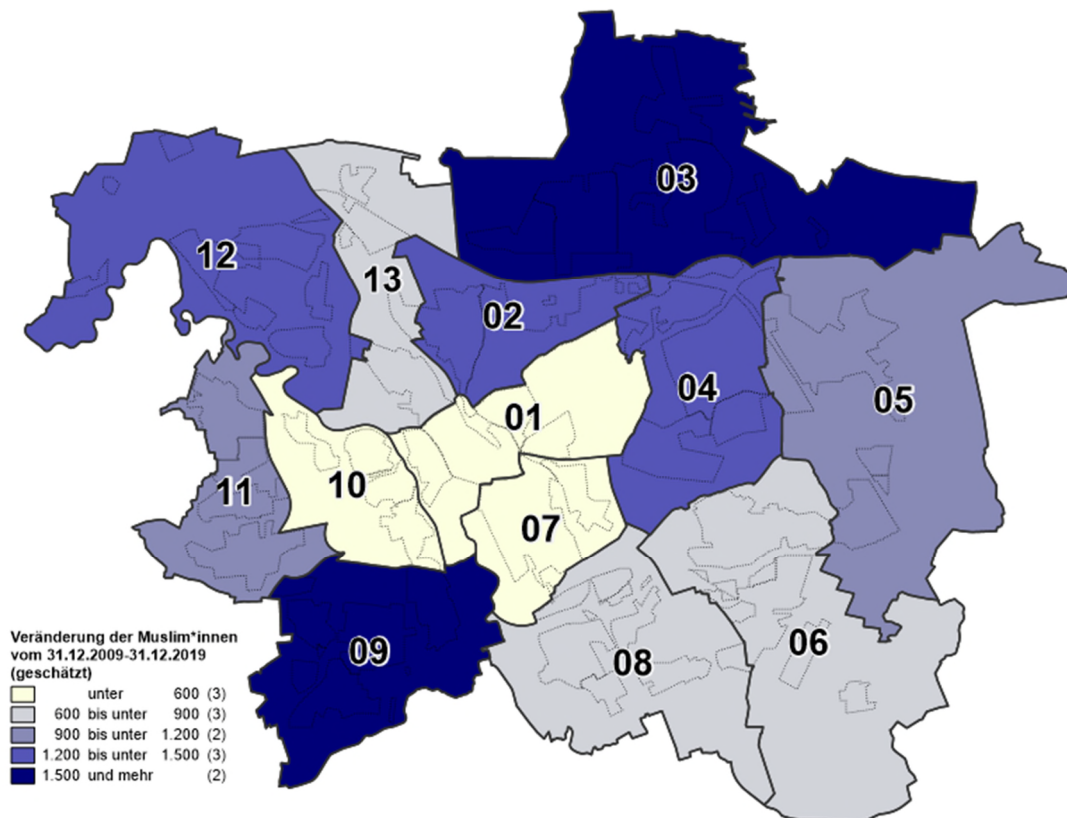 03
12
13
02
04
05
01
10
11
07
09
08
06
Veränderung der Muslim*innen
vom 31.12.2009-31.12.2019
(geschätzt)
unter 600 (3)
600 bis unter 900 (3)
900 bis unter 1.200 (2)
1.200 bis unter 1.500 (3)
1.500 und mehr (2)